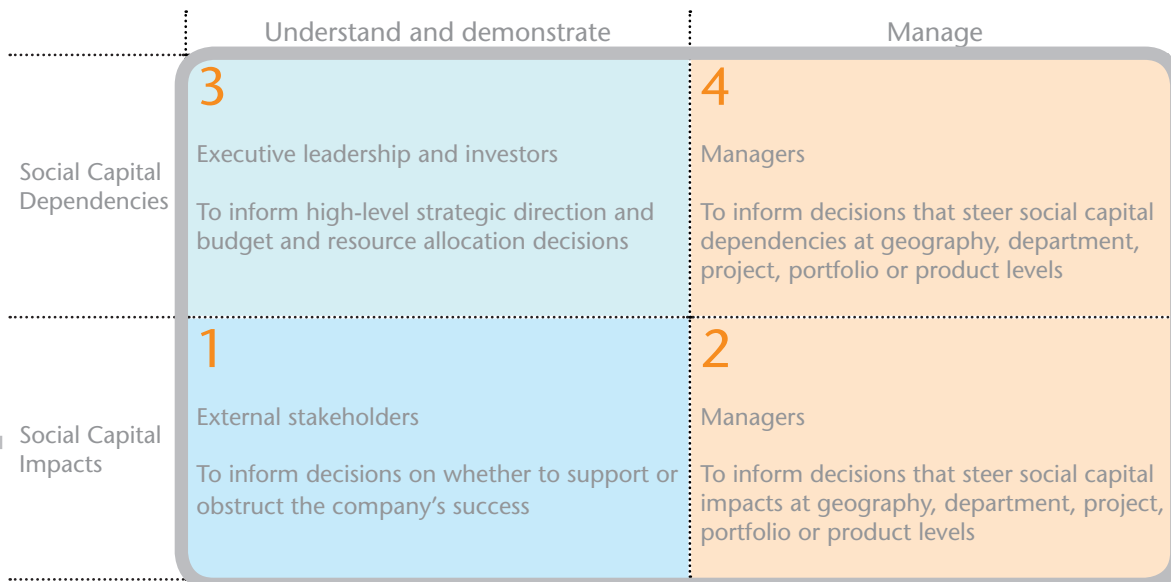 Understand and demonstrate
Manage
Social Capital
Dependencies
3
Executive leadership and investors
To inform high-level strategic direction and
budget and resource allocation decisions
4
Managers
To inform decisions that steer social capital
dependencies at geography, department,
project, portfolio or product levels
Social Capital
Impacts
1
External stakeholders
To inform decisions on whether to support or
obstruct the company’s success
2
Managers
To inform decisions that steer social capital
impacts at geography, department, project,
portfolio or product levels